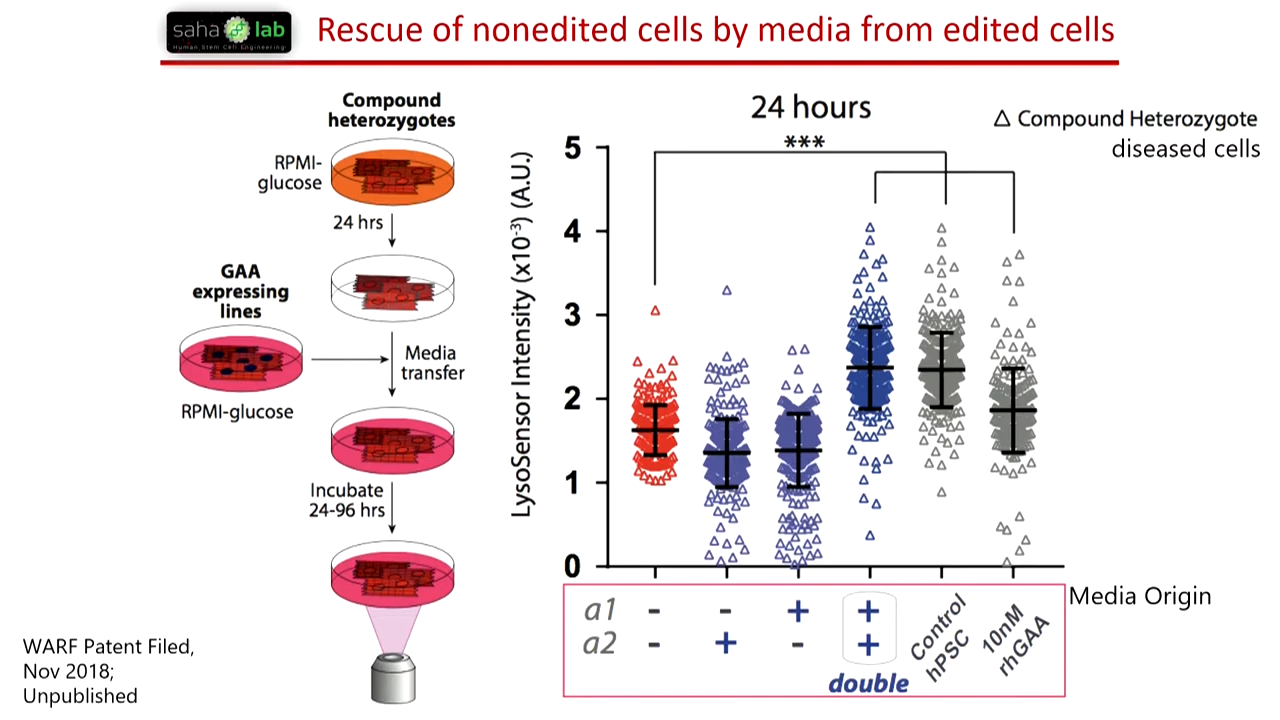 saha lab
Human Stem Cell Engineering
Rescue of nonedited cells by media from edited cells
Compound
heterozygotes
RPMI-
glucose
24 hrs
GAA
expressing
lines
Media
transfer
RPMI-glucose
Incubate
24-96 hrs
WARF Patent Filed,
Nov 2018;
Unpublished
24 hours
△ Compound Heterozygote
diseased cells
***
LysoSensor Intensity (x10⁻³) (A.U.)
5
4
3
2
1
0
a1 - - + +
a2 - + - +
double
Control
hPSC
10nM
rhGAA
Media Origin